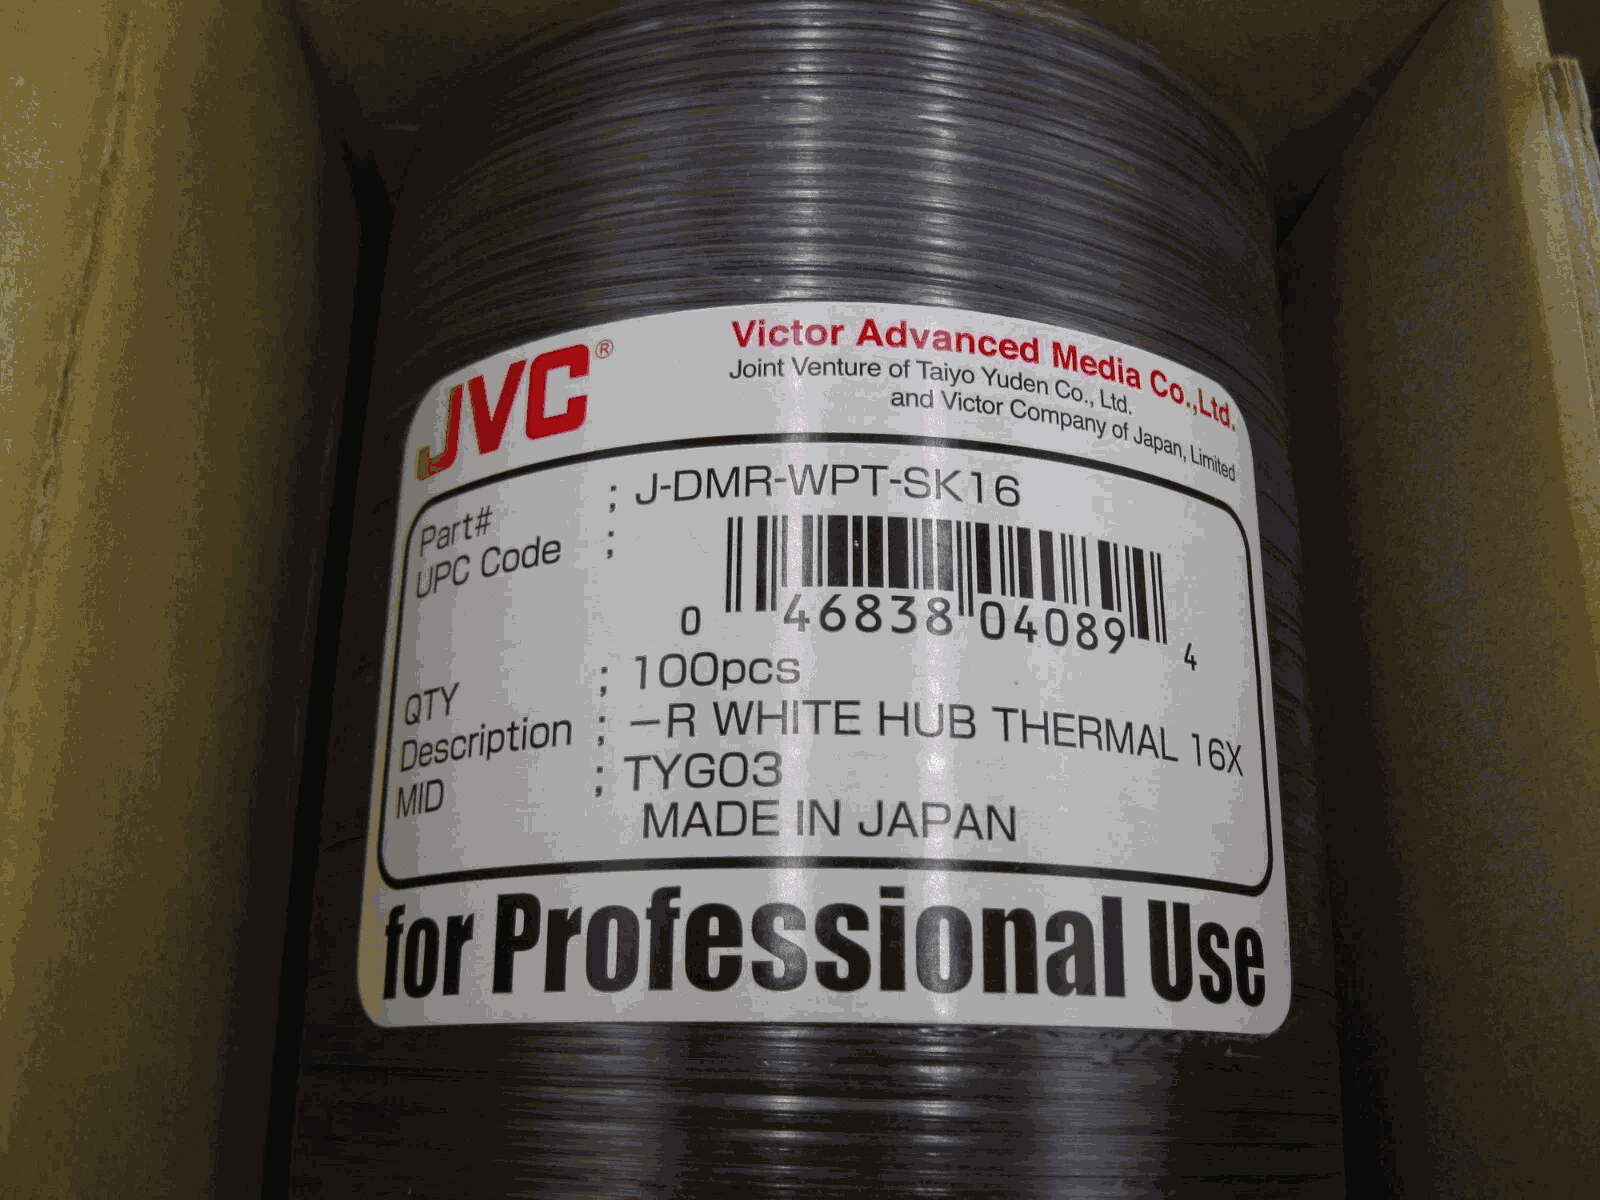 JVC®
Victor Advanced Media Co.,Ltd.
Joint Venture of Taiyo Yuden Co., Ltd.
and Victor Company of Japan, Limited
Part# ; J-DMR-WPT-SK16
UPC Code ;
0 46838 04089 4
QTY ; 100pcs
Description ; –R WHITE HUB THERMAL 16X
MID ; TYG03
MADE IN JAPAN
for Professional Use